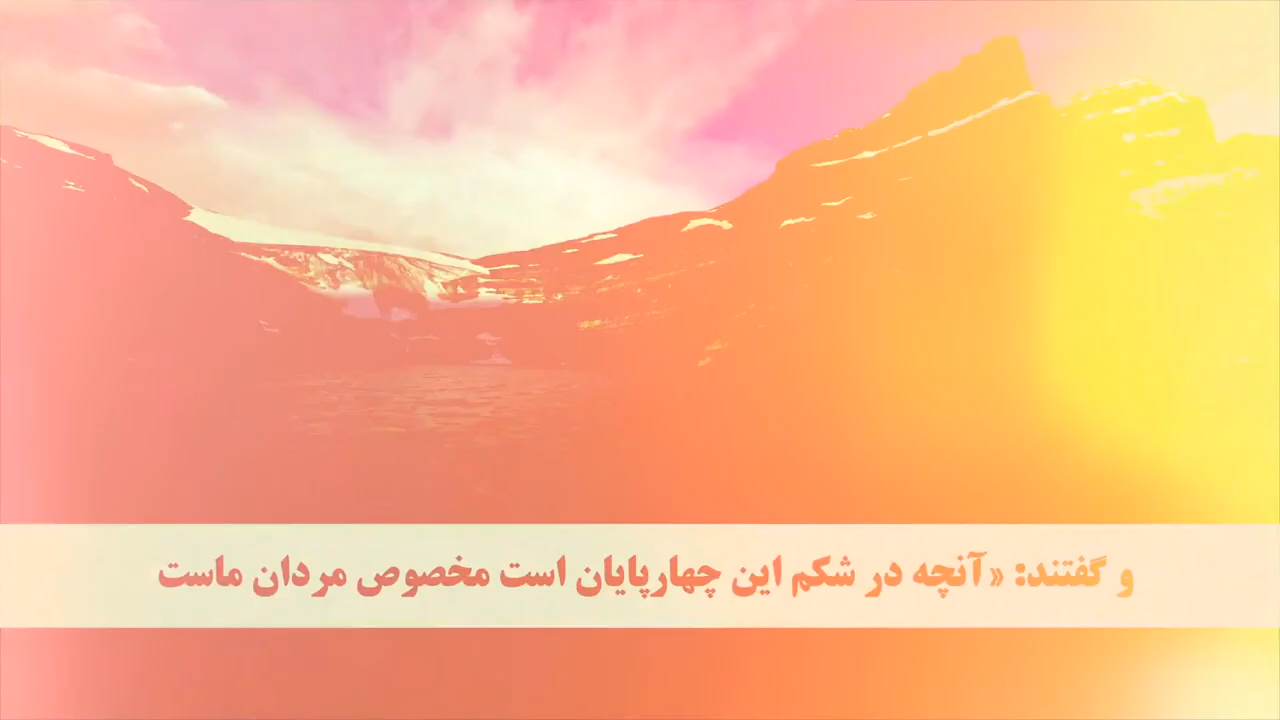 و گفتند: «آنچه در شکم این چهارپایان است مخصوص مردان ماست